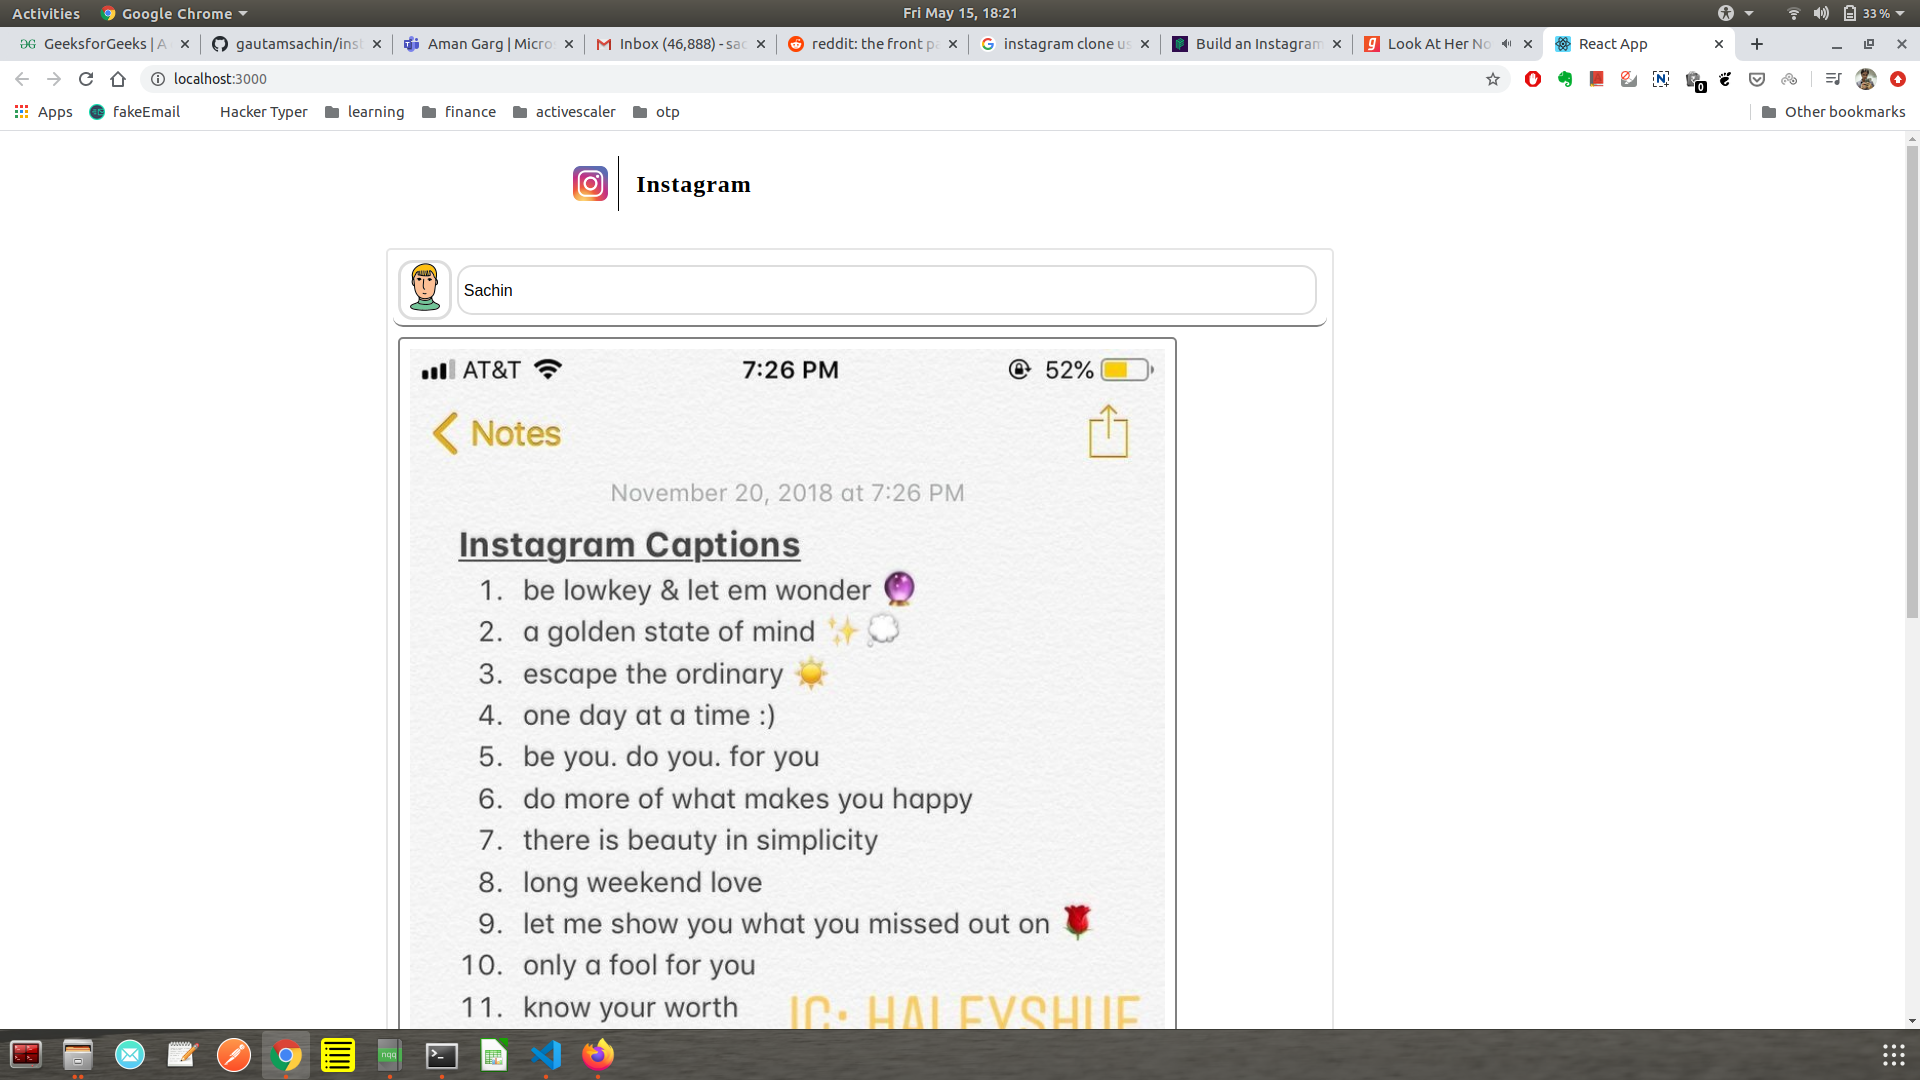 Activities Google Chrome Fri May 15, 18:21 33 %
GeeksforGeeks | A gautamsachin/inst Aman Garg | Micro Inbox (46,888) - sac reddit: the front pa instagram clone us Build an Instagram Look At Her No React App
localhost:3000
0
Apps fakeEmail Hacker Typer learning finance activescaler otp Other bookmarks
Instagram
Sachin
AT&T 7:26 PM 52%
Notes
November 20, 2018 at 7:26 PM
Instagram Captions
1. be lowkey & let em wonder 🔮
2. a golden state of mind ✨💭
3. escape the ordinary ☀️
4. one day at a time :)
5. be you. do you. for you
6. do more of what makes you happy
7. there is beauty in simplicity
8. long weekend love
9. let me show you what you missed out on 🌹
10. only a fool for you
11. know your worth
IG: HALEYSHUE
nqq